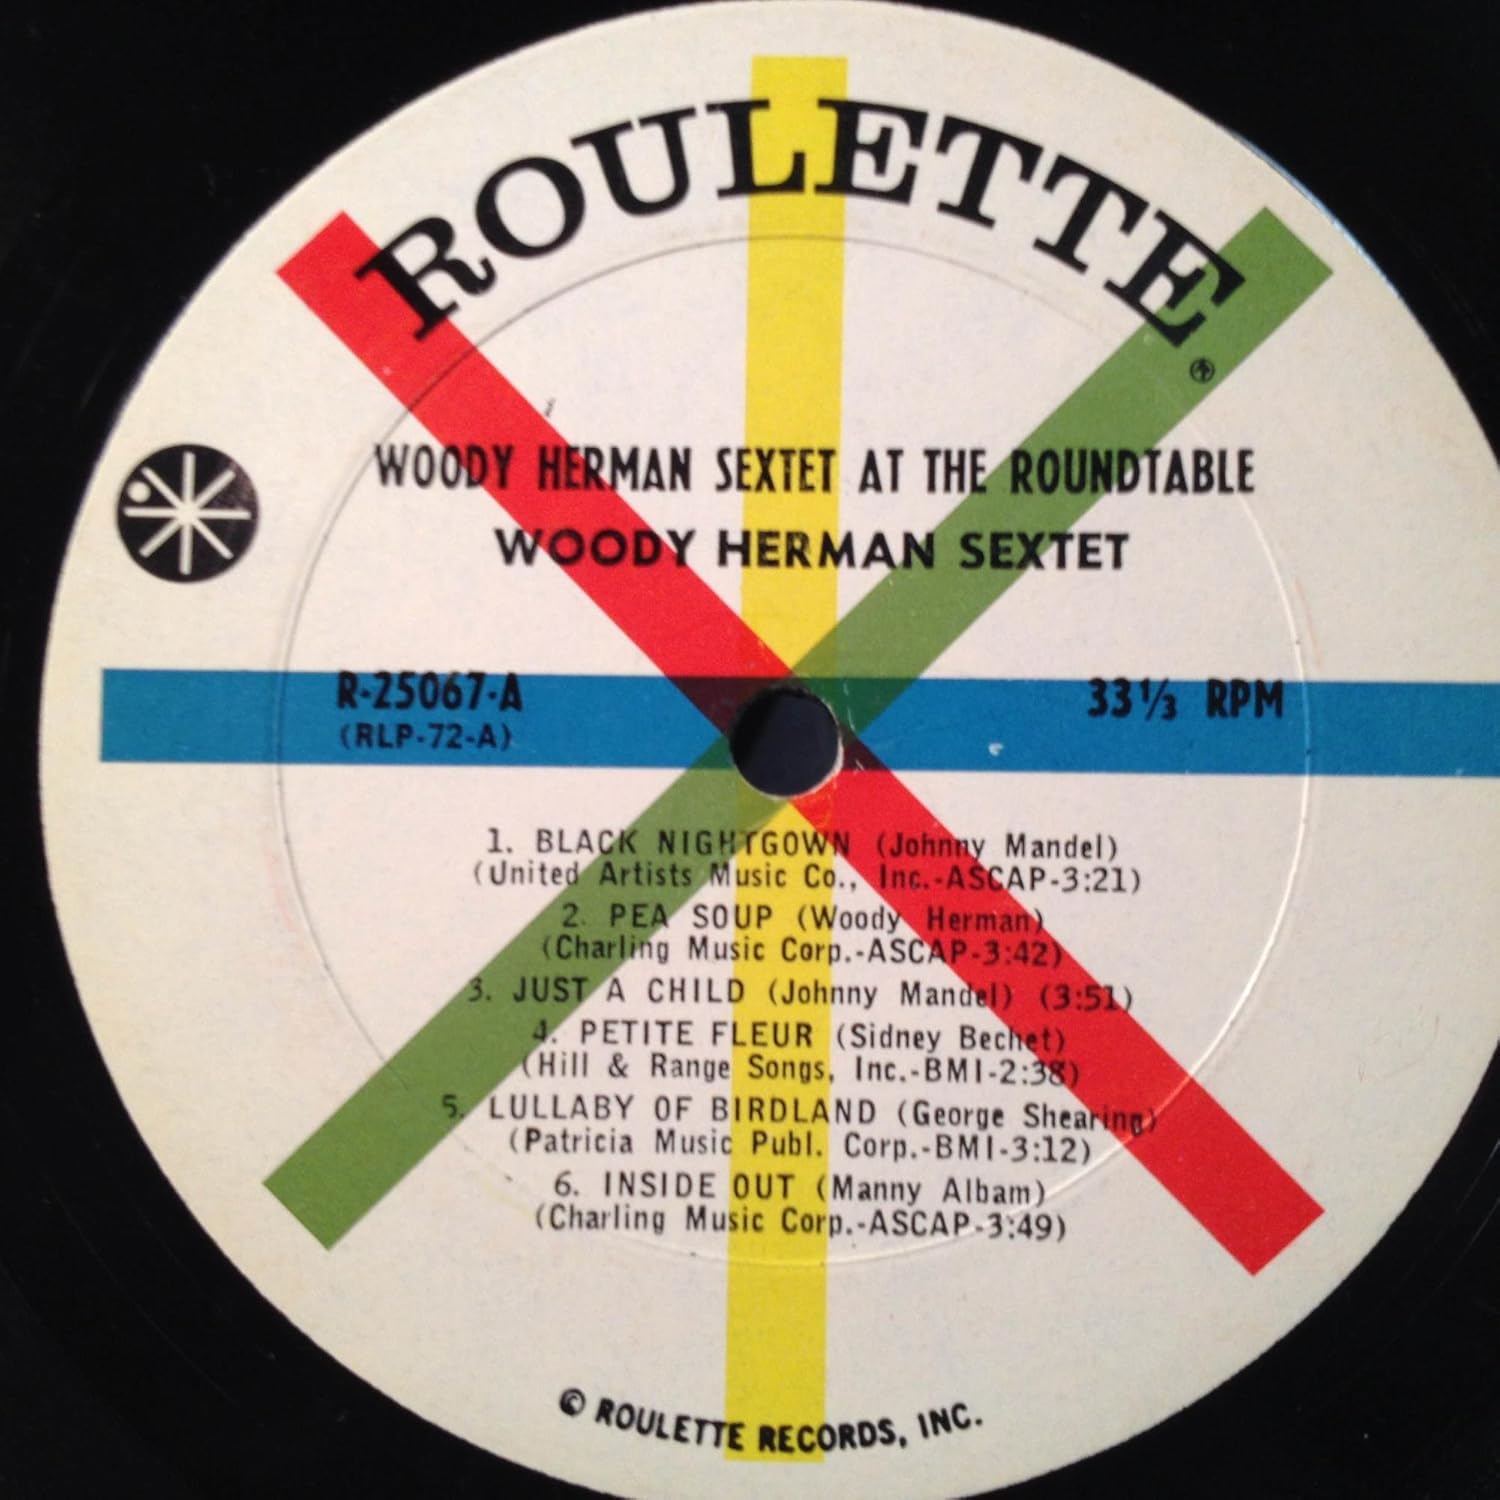 ROULETTE
®
WOODY HERMAN SEXTET AT THE ROUNDTABLE
WOODY HERMAN SEXTET
R-25067-A 33⅓ RPM
(RLP-72-A)
1. BLACK NIGHTGOWN (Johnny Mandel)
(United Artists Music Co., Inc.-ASCAP-3:21)
2. PEA SOUP (Woody Herman)
(Charling Music Corp.-ASCAP-3:42)
3. JUST A CHILD (Johnny Mandel) (3:51)
4. PETITE FLEUR (Sidney Bechet)
(Hill & Range Songs, Inc.-BMI-2:38)
5. LULLABY OF BIRDLAND (George Shearing)
(Patricia Music Publ. Corp.-BMI-3:12)
6. INSIDE OUT (Manny Albam)
(Charling Music Corp.-ASCAP-3:49)
© ROULETTE RECORDS, INC.